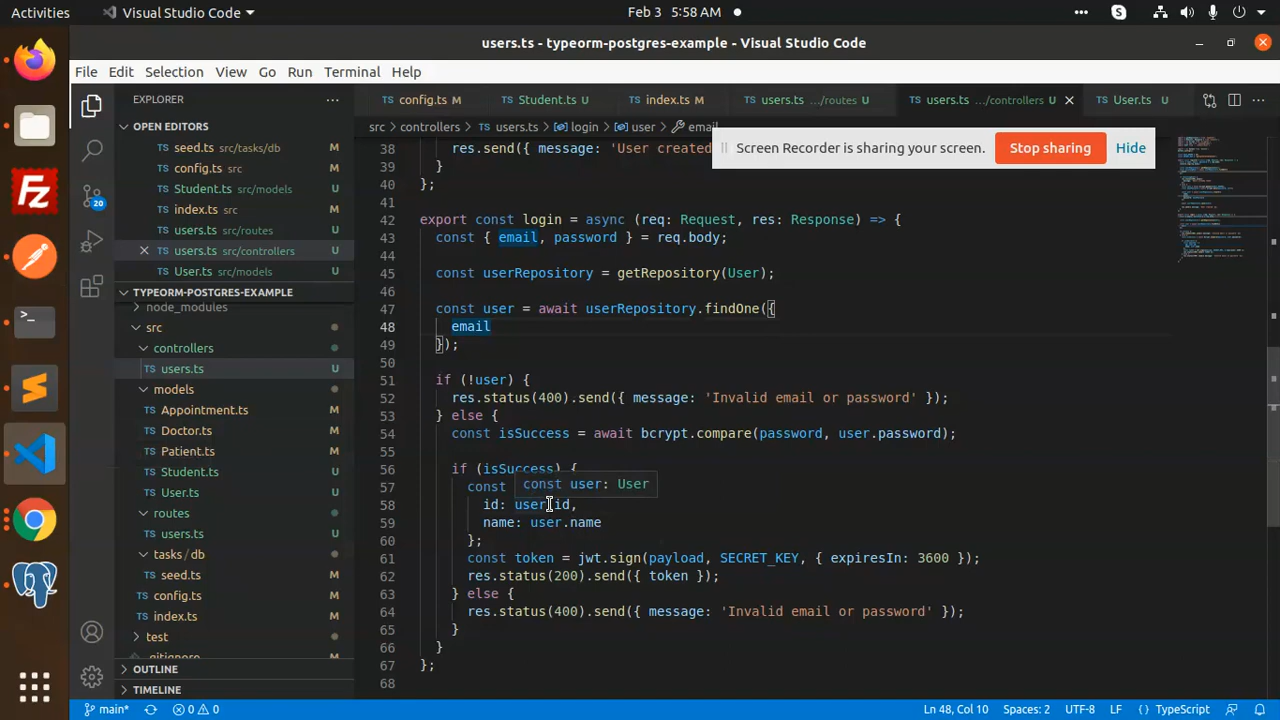 Activities
Visual Studio Code
Feb 3 5:58 AM
users.ts - typeorm-postgres-example - Visual Studio Code
File Edit Selection View Go Run Terminal Help
EXPLORER
OPEN EDITORS
seed.ts src/tasks/db M
config.ts src M
Student.ts src/models U
index.ts src M
users.ts src/routes U
users.ts src/controllers U
User.ts src/models U
TYPEORM-POSTGRES-EXAMPLE
node_modules
src
controllers
users.ts U
models
Appointment.ts U
Doctor.ts U
Patient.ts U
Student.ts U
User.ts U
routes
users.ts U
tasks/db
seed.ts M
config.ts M
index.ts M
test
.gitignore
OUTLINE
TIMELINE
20
config.ts M
Student.ts U
index.ts M
users.ts .../routes U
users.ts .../controllers U
User.ts U
src > controllers > users.ts > login > user > email
Screen Recorder is sharing your screen. Stop sharing Hide
38 res.send({ message: 'User created
39 }
40 };
41
42 export const login = async (req: Request, res: Response) => {
43 const { email, password } = req.body;
44
45 const userRepository = getRepository(User);
46
47 const user = await userRepository.findOne({
48 email
49 });
50
51 if (!user) {
52 res.status(400).send({ message: 'Invalid email or password' });
53 } else {
54 const isSuccess = await bcrypt.compare(password, user.password);
55
56 if (isSuccess) {
57 const
const user: User
58 id: user.id,
59 name: user.name
60 };
61 const token = jwt.sign(payload, SECRET_KEY, { expiresIn: 3600 });
62 res.status(200).send({ token });
63 } else {
64 res.status(400).send({ message: 'Invalid email or password' });
65 }
66 }
67 };
68
main*
0 0
Ln 48, Col 10 Spaces: 2 UTF-8 LF { } TypeScript